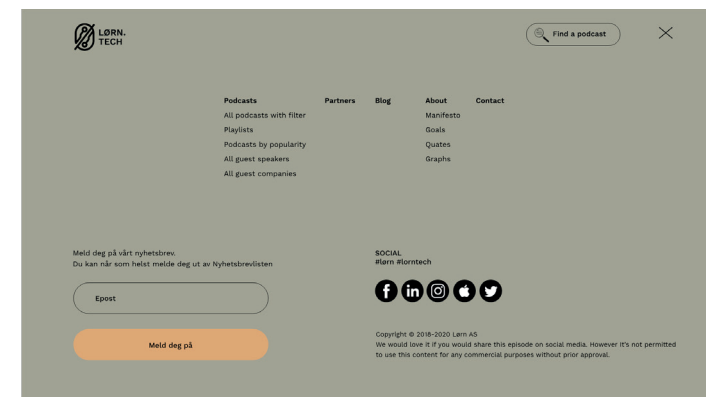 LØRN.
TECH
Find a podcast
Podcasts
All podcasts with filter
Playlists
Podcasts by popularity
All guest speakers
All guest companies
Partners
Blog
About
Manifesto
Goals
Quates
Graphs
Contact
Meld deg på vårt nyhetsbrev.
Du kan når som helst melde deg ut av Nyhetsbrevlisten
Epost
Meld deg på
SOCIAL
#lørn #lorntech
Copyright © 2018-2020 Lørn AS
We would love it if you would share this episode on social media. However It's not permitted
to use this content for any commercial purposes without prior approval.